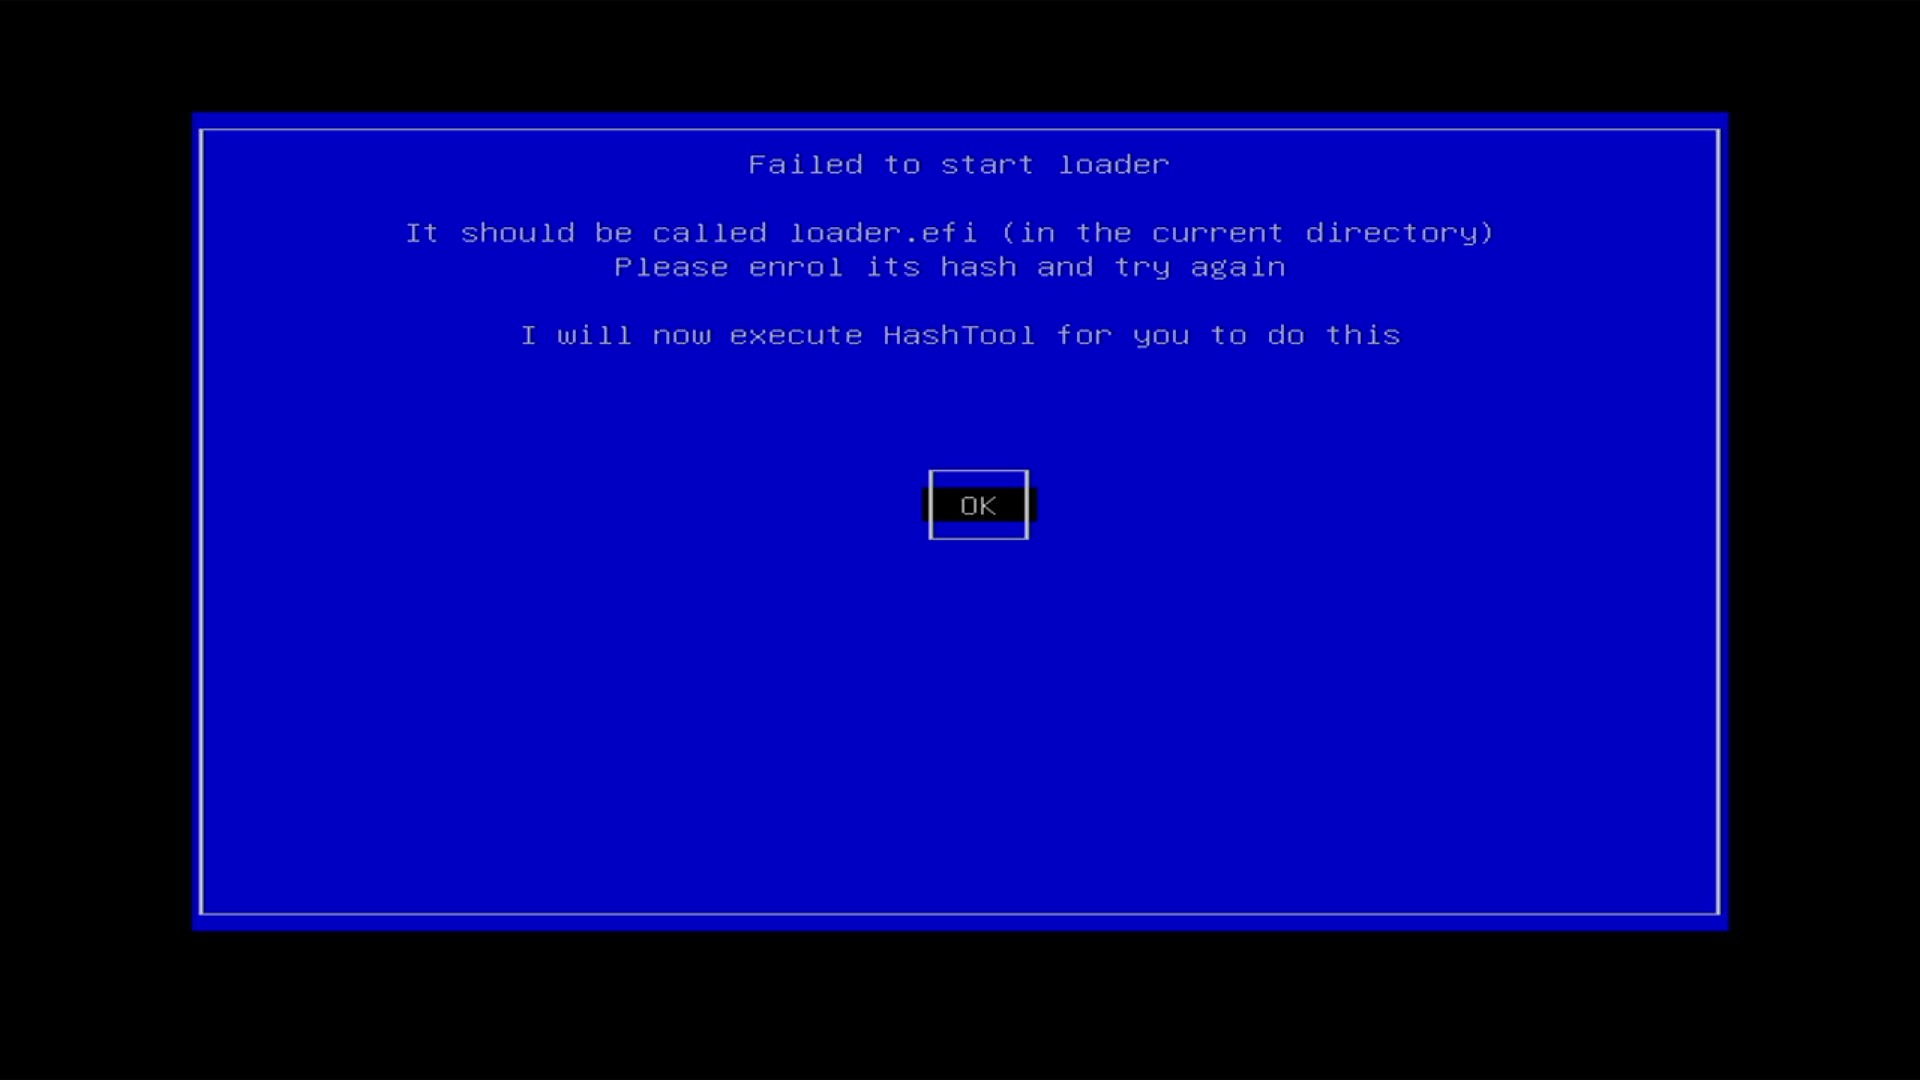 Failed to start loader
It should be called loader.efi (in the current directory)
Please enrol its hash and try again
I will now execute HashTool for you to do this
OK